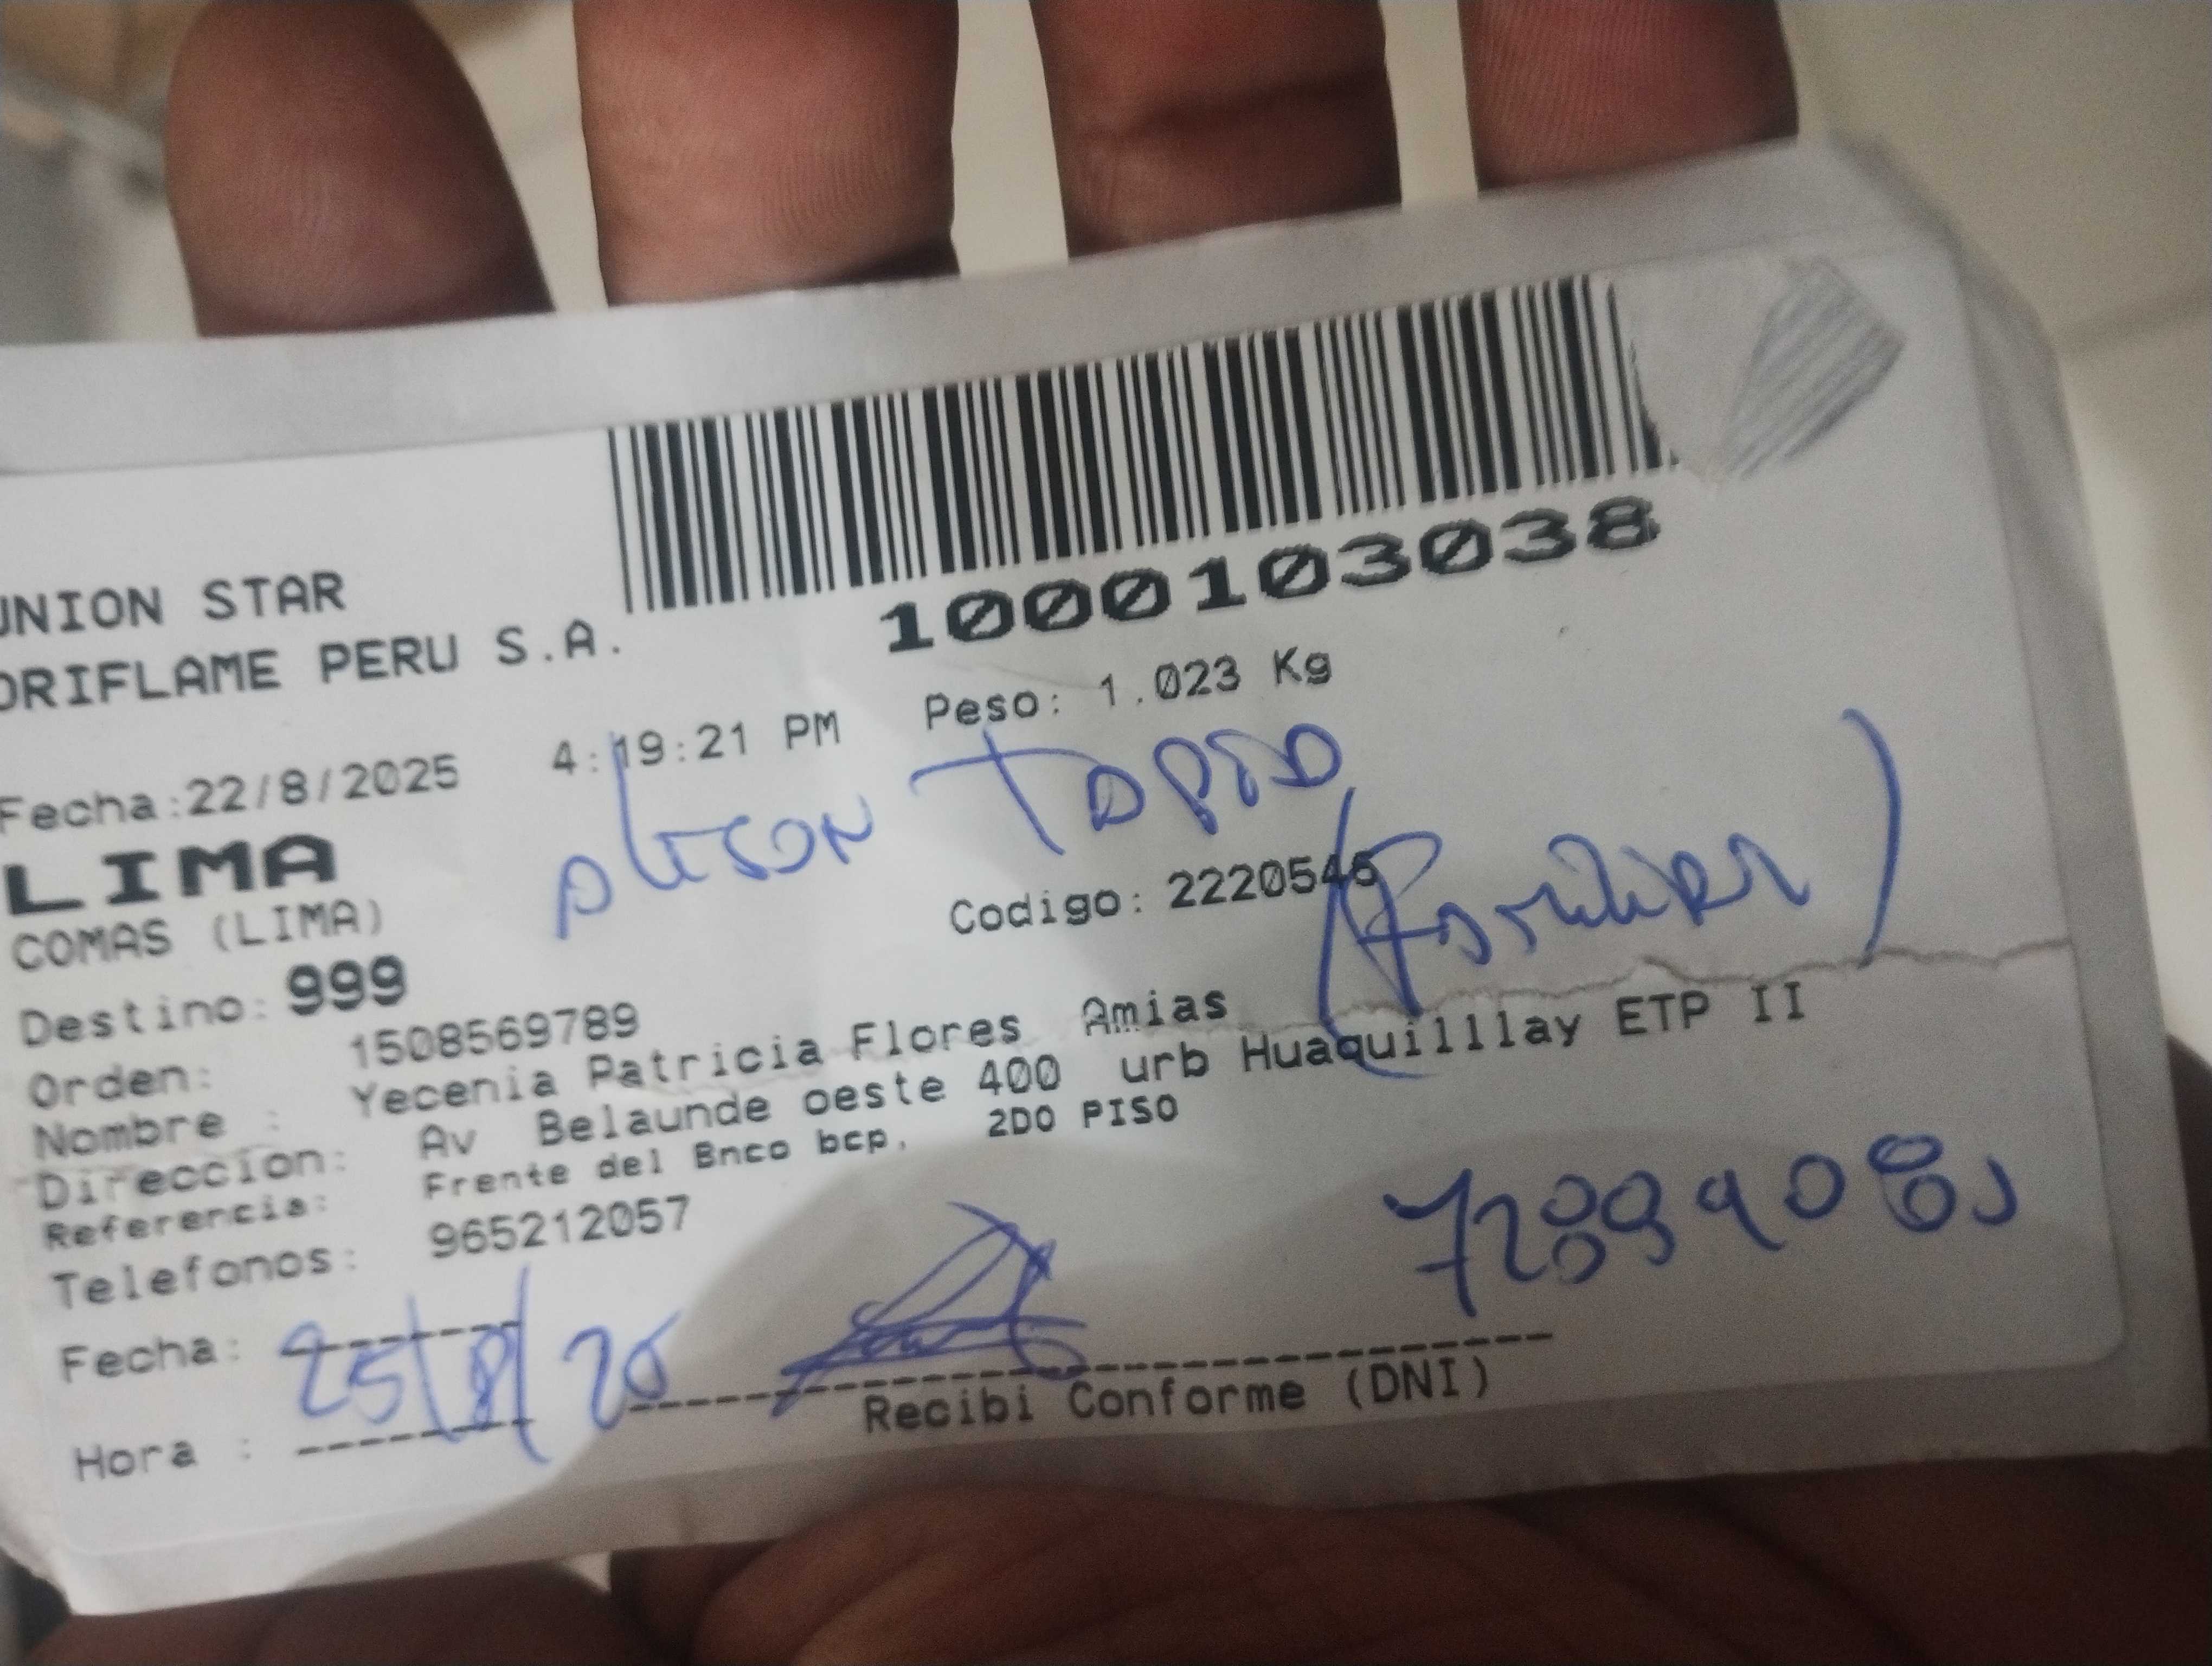 1000103038
UNION STAR
ORIFLAME PERU S.A.
Fecha:22/8/2025 4:19:21 PM Peso: 1.023 Kg
LIMA
COMAS (LIMA)
Codigo: 2220546
(Familiar)
Destino: 999
Orden: 1508569789
Nombre : Yecenia Patricia Flores Amias
Direccion: Av Belaunde oeste 400 urb Huaquilllay ETP II
Referencia: Frente del Bnco bcp, 2DO PISO
Telefonos: 965212057
Fecha: 25/8/20
Hora :
Recibi Conforme (DNI)